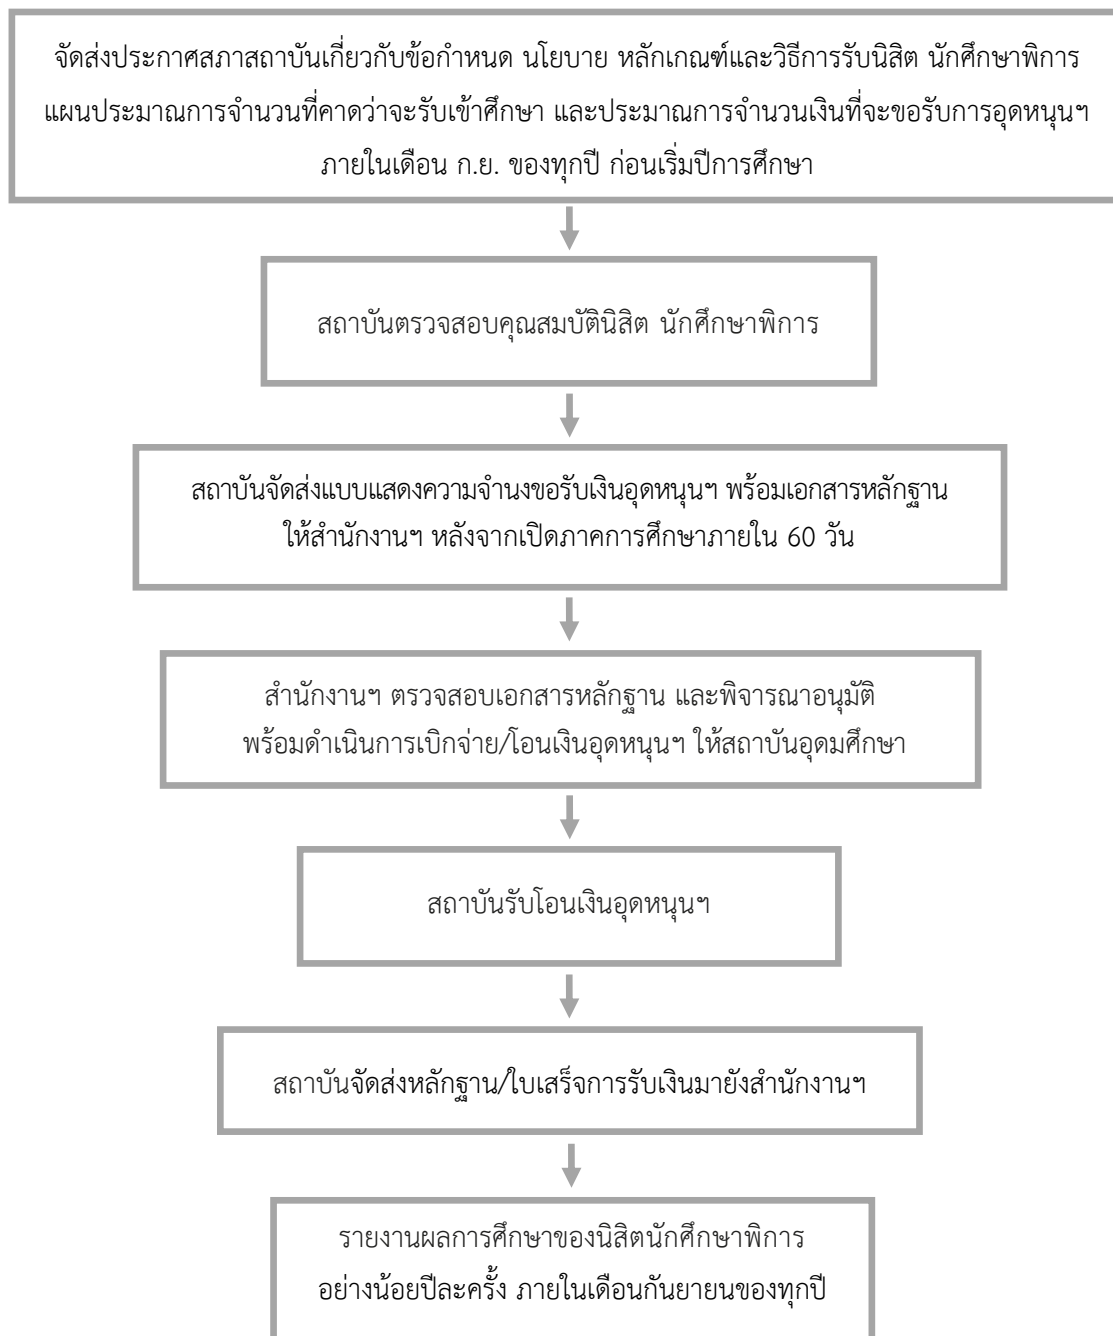 จัดส่งประกาศสภาสถาบันเกี่ยวกับข้อกำหนด นโยบาย หลักเกณฑ์และวิธีการรับนิสิต นักศึกษาพิการ
แผนประมาณการจำนวนที่คาดว่าจะรับเข้าศึกษา และประมาณการจำนวนเงินที่จะขอรับการอุดหนุนฯ
ภายในเดือน ก.ย. ของทุกปี ก่อนเริ่มปีการศึกษา
สถาบันตรวจสอบคุณสมบัตินิสิต นักศึกษาพิการ
สถาบันจัดส่งแบบแสดงความจำนงขอรับเงินอุดหนุนฯ พร้อมเอกสารหลักฐาน
ให้สำนักงานฯ หลังจากเปิดภาคการศึกษาภายใน 60 วัน
สำนักงานฯ ตรวจสอบเอกสารหลักฐาน และพิจารณาอนุมัติ
พร้อมดำเนินการเบิกจ่าย/โอนเงินอุดหนุนฯ ให้สถาบันอุดมศึกษา
สถาบันรับโอนเงินอุดหนุนฯ
สถาบันจัดส่งหลักฐาน/ใบเสร็จการรับเงินมายังสำนักงานฯ
รายงานผลการศึกษาของนิสิตนักศึกษาพิการ
อย่างน้อยปีละครั้ง ภายในเดือนกันยายนของทุกปี